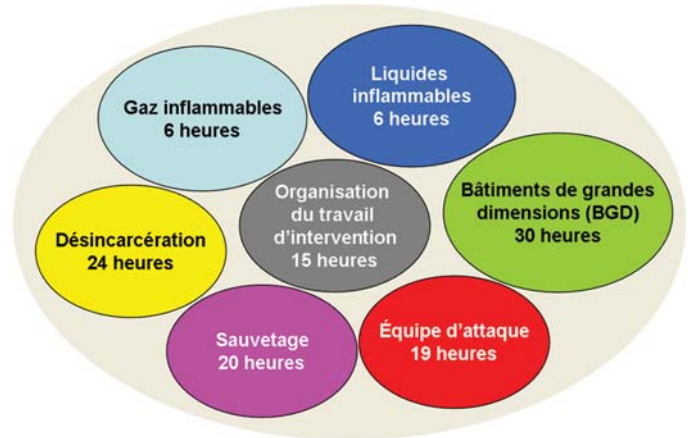 Gaz inflammables
6 heures
Liquides
inflammables
6 heures
Organisation
du travail
d'intervention
15 heures
Bâtiments de grandes
dimensions (BGD)
30 heures
Désincarcération
24 heures
Sauvetage
20 heures
Équipe d'attaque
19 heures